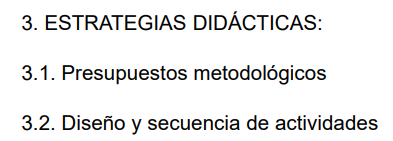 3. ESTRATEGIAS DIDÁCTICAS:
3.1. Presupuestos metodológicos
3.2. Diseño y secuencia de actividades